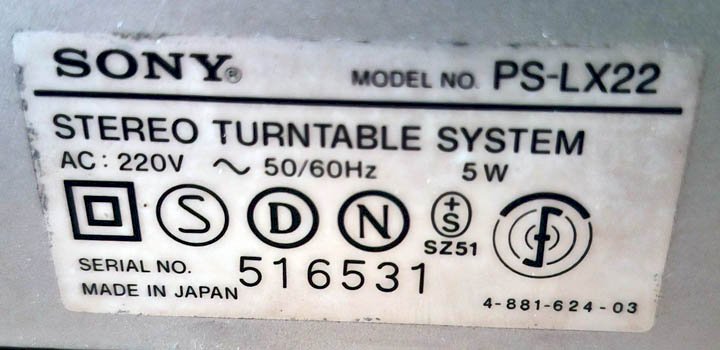 SONY® MODEL NO. PS-LX22
STEREO TURNTABLE SYSTEM
AC: 220V ~ 50/60Hz 5W
S D N +S SZ51 F
SERIAL NO. 516531
MADE IN JAPAN
4-881-624-03